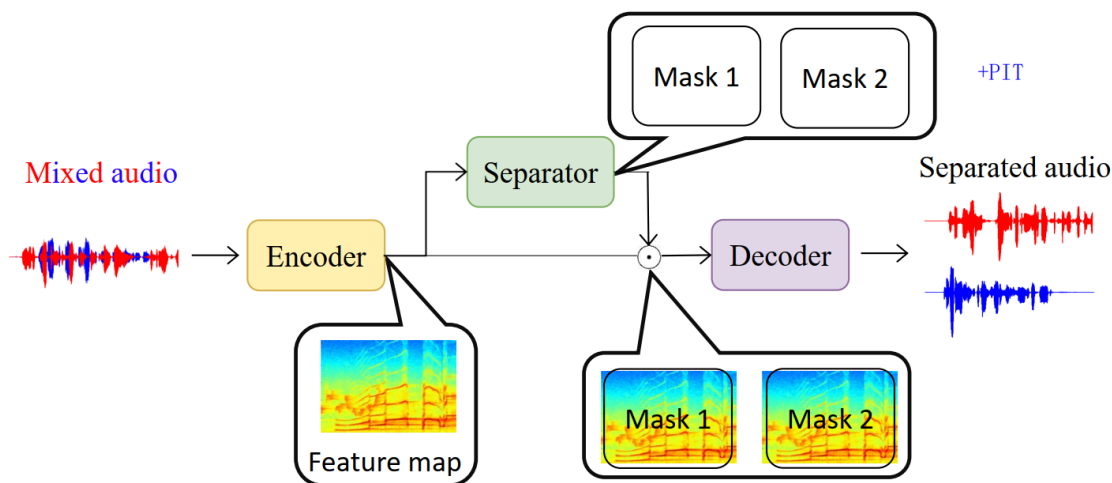 Mask 1
Mask 2
+PIT
Mixed audio
Separator
Separated audio
Encoder
Decoder
Feature map
Mask 1
Mask 2